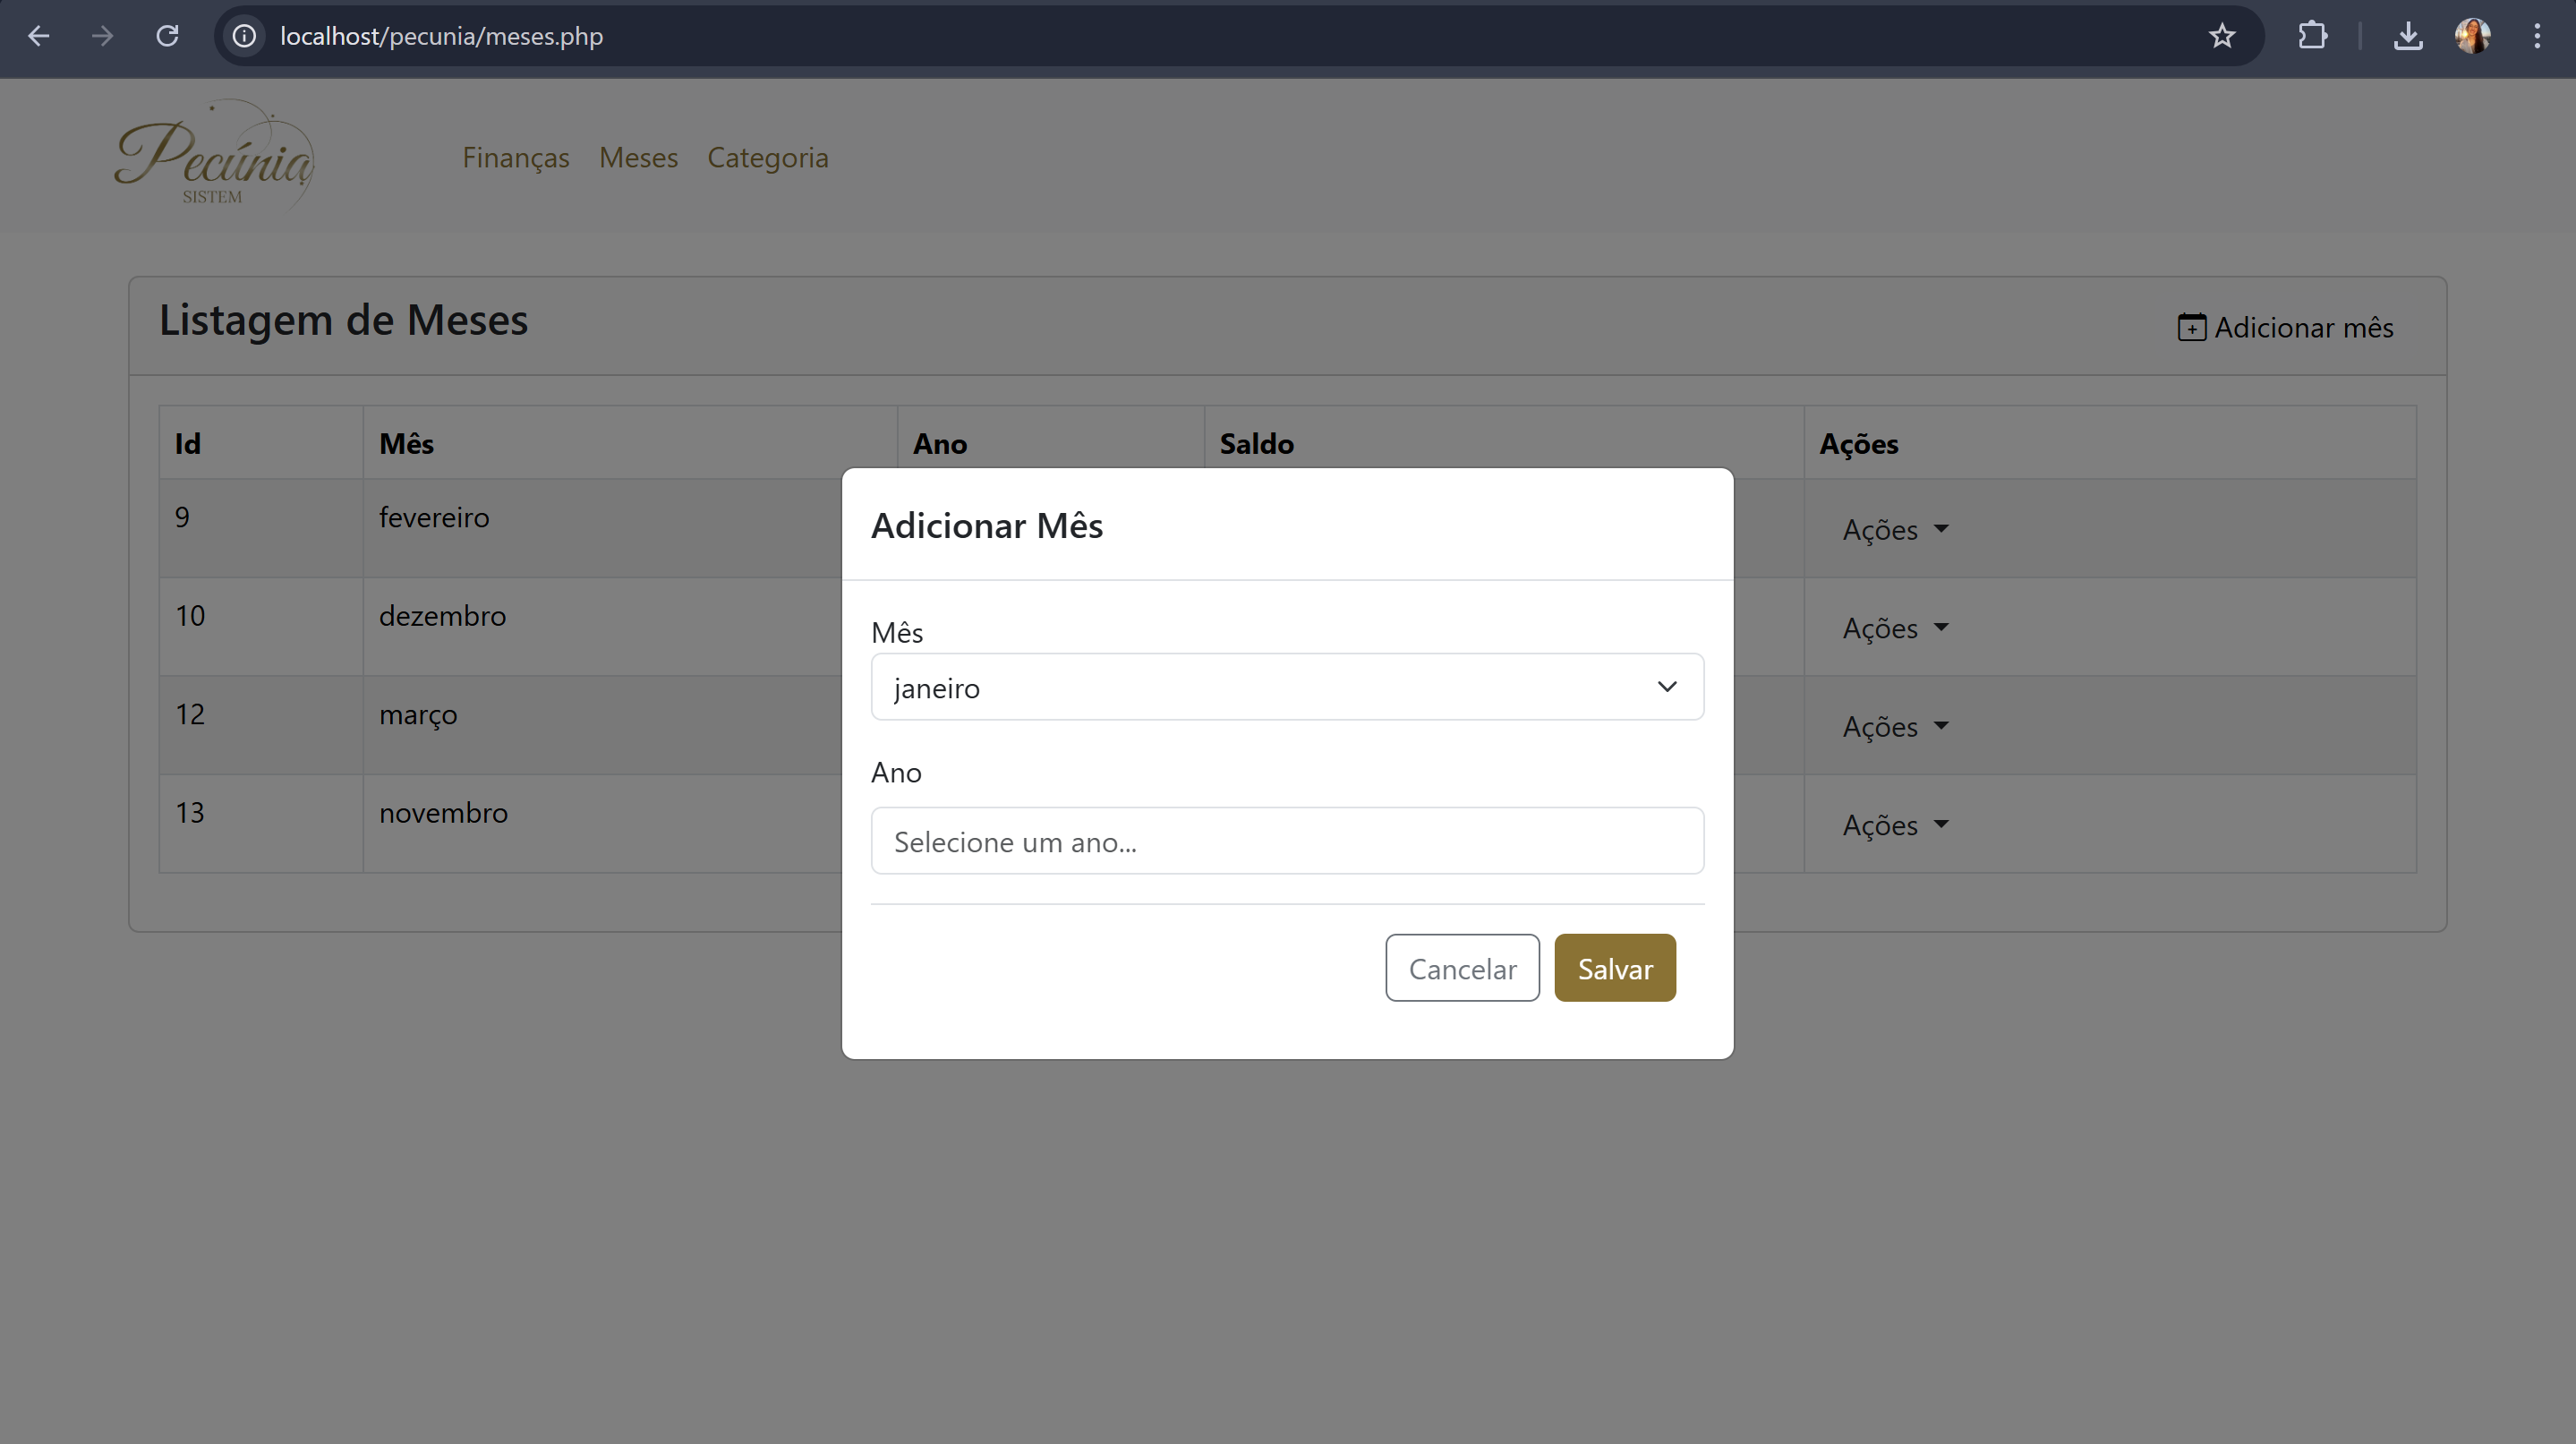 localhost/pecunia/meses.php
Pecúnia
SISTEM
Finanças Meses Categoria
Listagem de Meses
Adicionar mês
Id Mês Ano Saldo Ações
9 fevereiro Ações
10 dezembro Ações
12 março Ações
13 novembro Ações
Adicionar Mês
Mês
janeiro
Ano
Selecione um ano...
Cancelar Salvar